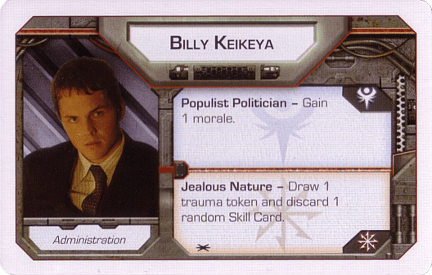 BILLY KEIKEYA
Populist Politician – Gain
1 morale.
Jealous Nature – Draw 1
trauma token and discard 1
random Skill Card.
Administration